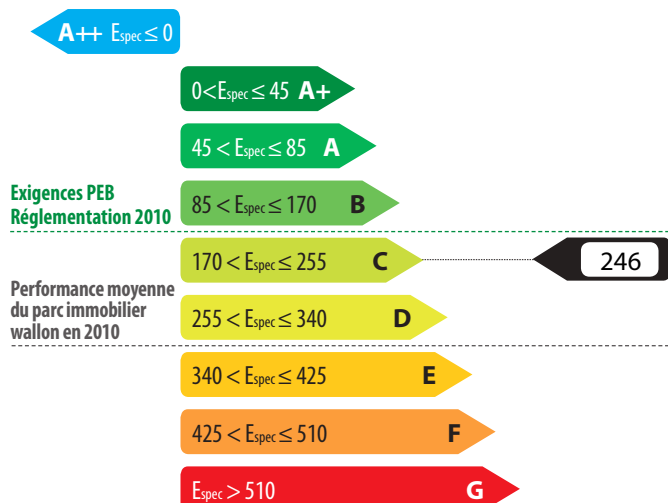 A++ Espec ≤ 0
0<Espec ≤ 45 A+
45 < Espec ≤ 85 A
Exigences PEB
Réglementation 2010
85 < Espec ≤ 170 B
170 < Espec ≤ 255 C
246
Performance moyenne
du parc immobilier
wallon en 2010
255 < Espec ≤ 340 D
340 < Espec ≤ 425 E
425 < Espec ≤ 510 F
Espec > 510 G